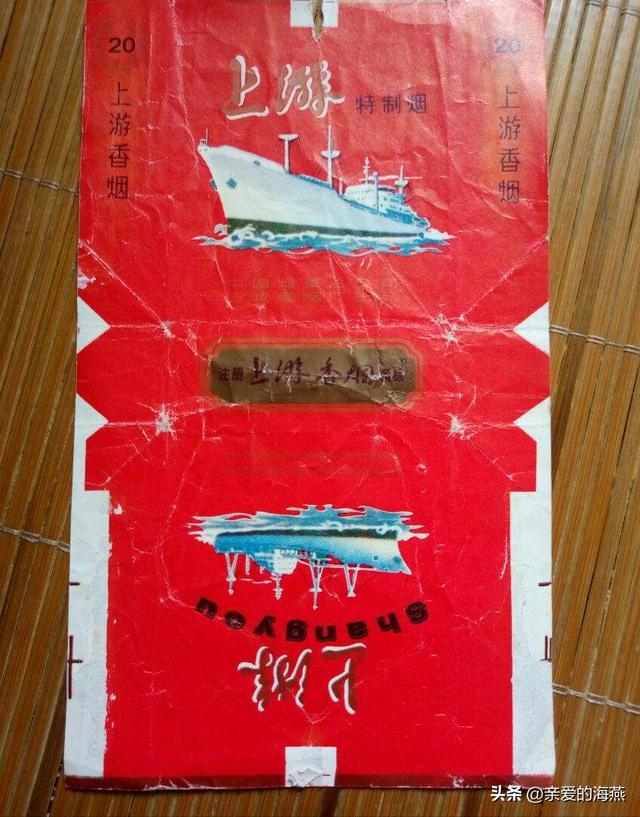 20
上游香烟
上游 特制烟
20
上游香烟
注册 上游香烟 商标
shangyou
上游
头条 @亲爱的海燕